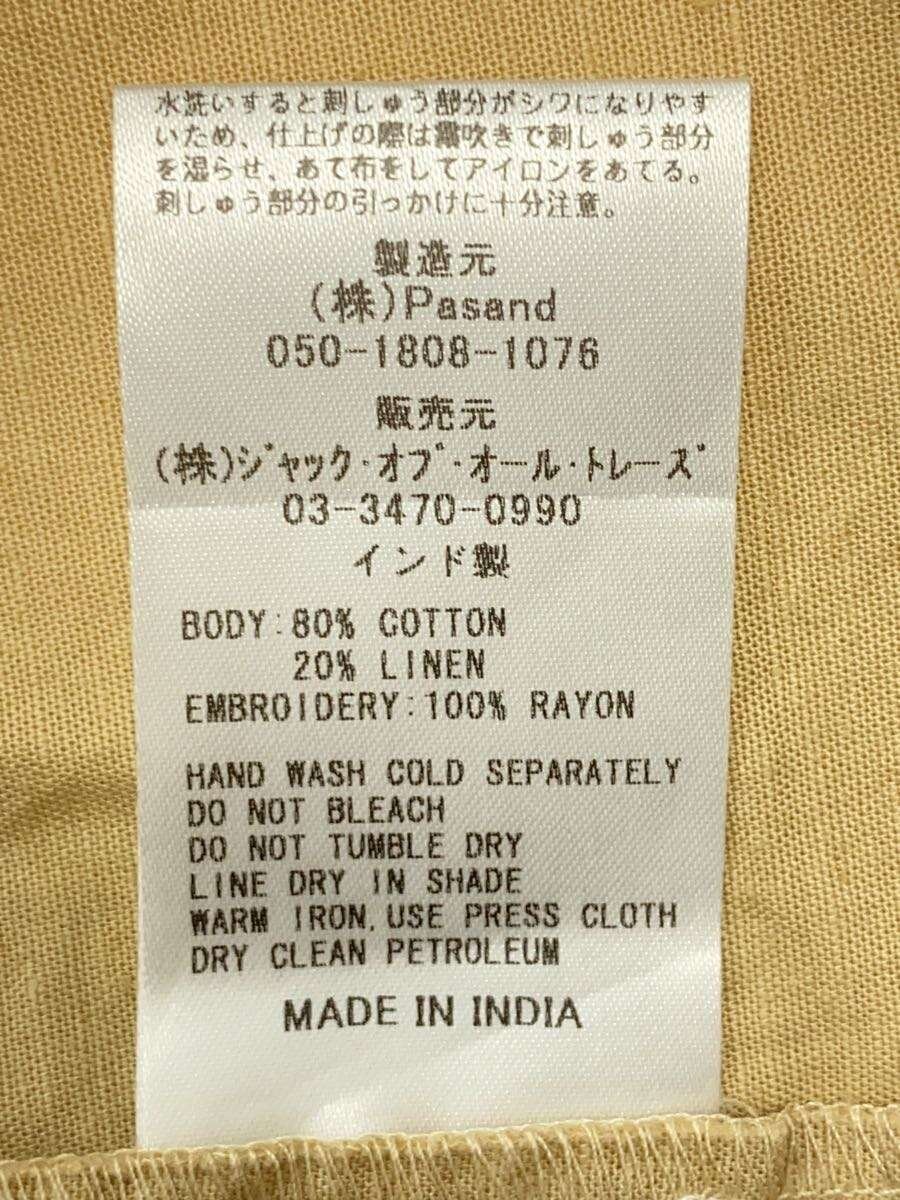 水洗いすると刺しゅう部分がシワになりやす
いため、仕上げの際は霧吹きで刺しゅう部分
を湿らせ、あて布をしてアイロンをあてる。
刺しゅう部分の引っかけに十分注意。
製造元
(株)Pasand
050-1808-1076
販売元
(株)ｼﾞｬｯｸ･ｵﾌﾞ･ｵｰﾙ･ﾄﾚｰｽﾞ
03-3470-0990
インド製
BODY:80% COTTON
20% LINEN
EMBROIDERY:100% RAYON
HAND WASH COLD SEPARATELY
DO NOT BLEACH
DO NOT TUMBLE DRY
LINE DRY IN SHADE
WARM IRON, USE PRESS CLOTH
DRY CLEAN PETROLEUM
MADE IN INDIA